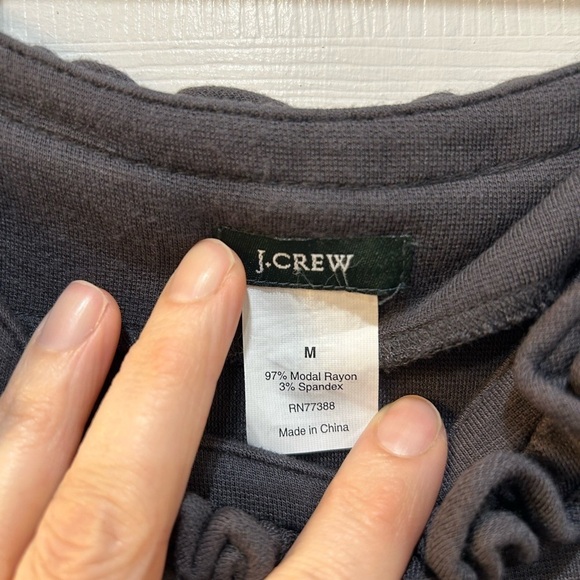 J.CREW
M
97% Modal Rayon
3% Spandex
RN77388
Made in China